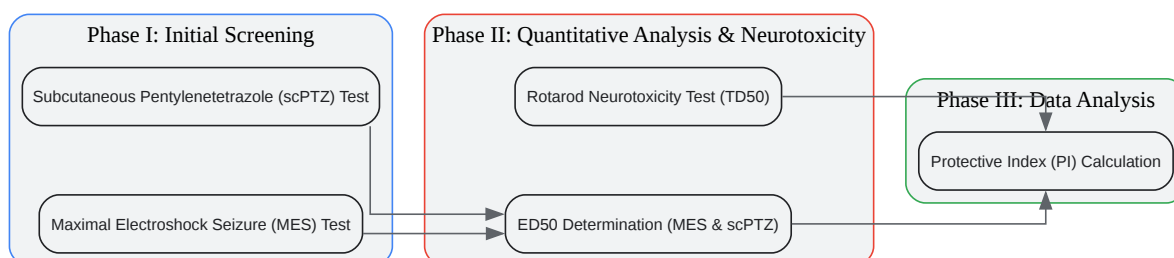 Phase I: Initial Screening
Subcutaneous Pentylenetetrazole (scPTZ) Test
Maximal Electroshock Seizure (MES) Test
Phase II: Quantitative Analysis & Neurotoxicity
Rotarod Neurotoxicity Test (TD50)
ED50 Determination (MES & scPTZ)
Phase III: Data Analysis
Protective Index (PI) Calculation